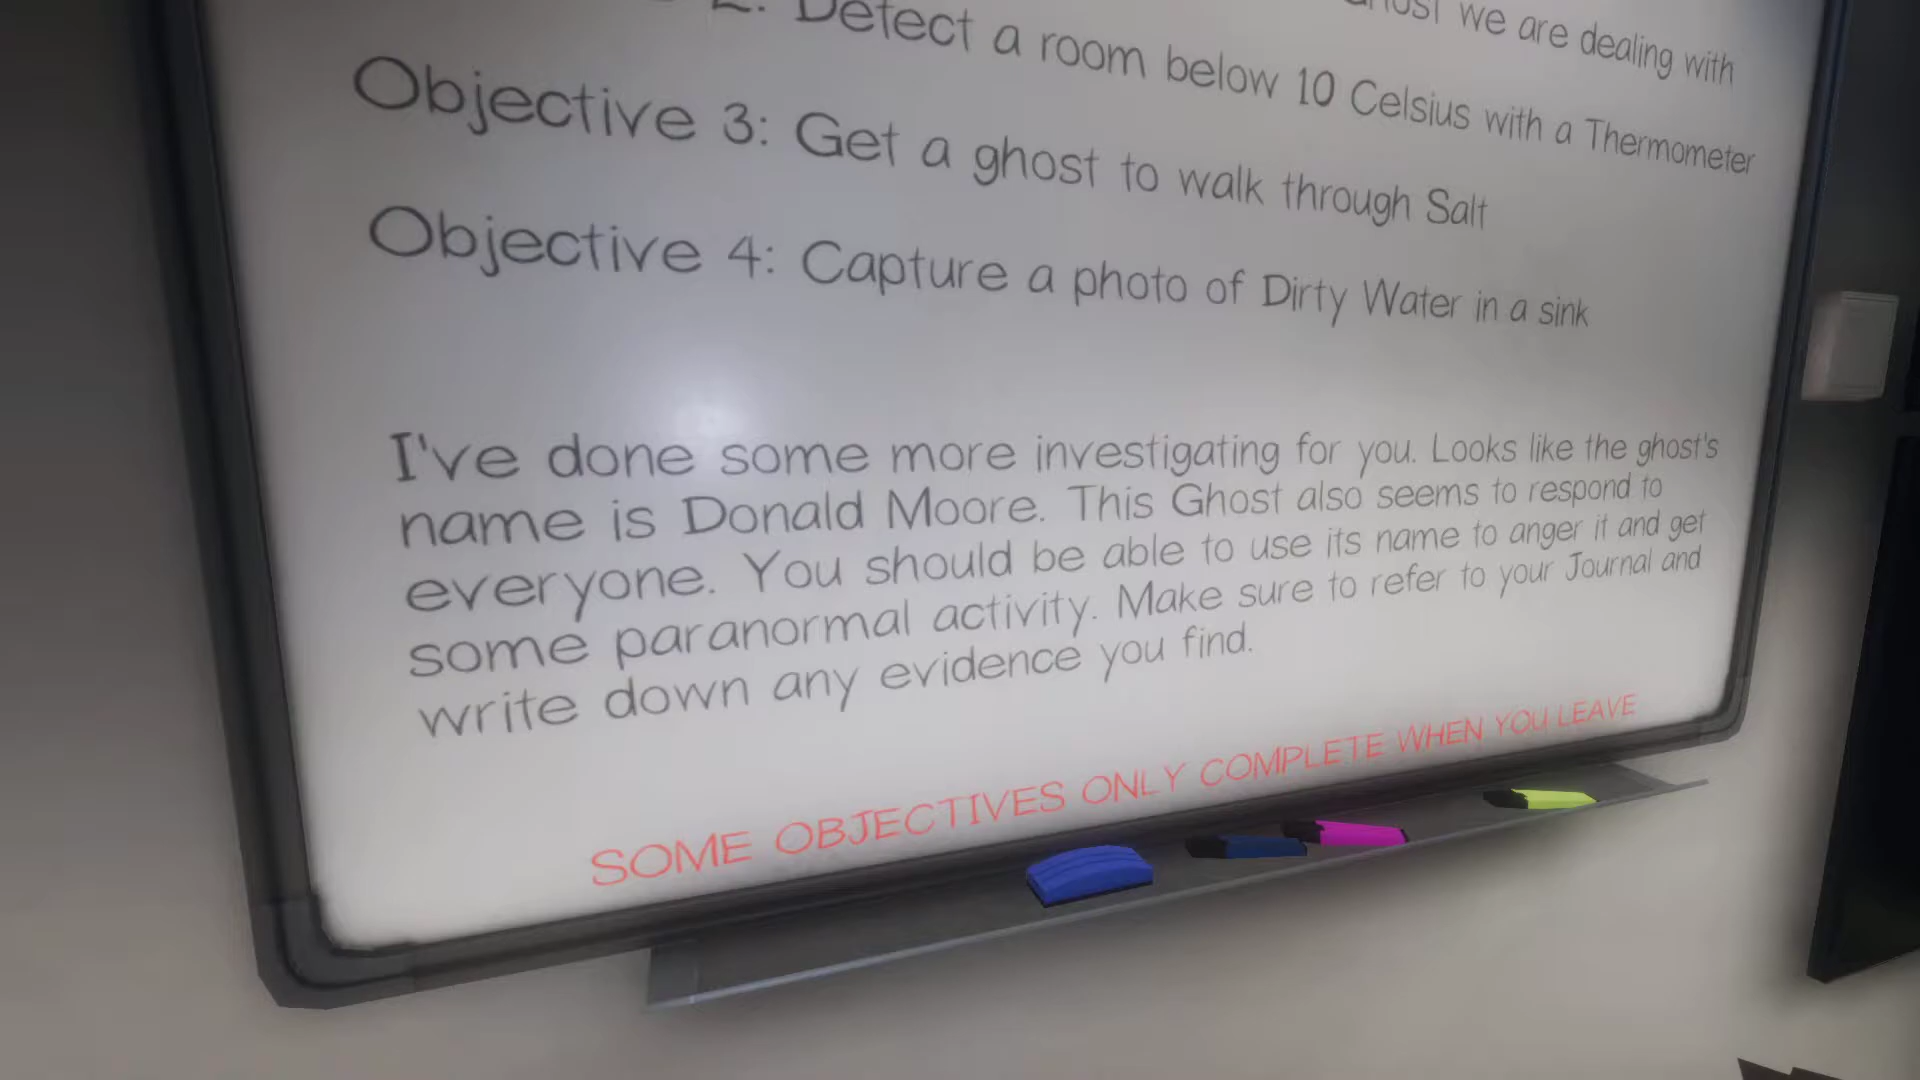 we are dealing with
2: Detect a room below 10 Celsius with a Thermometer
Objective 3: Get a ghost to walk through Salt
Objective 4: Capture a photo of Dirty Water in a sink
I've done some more investigating for you. Looks like the ghost's
name is Donald Moore. This Ghost also seems to respond to
everyone. You should be able to use its name to anger it and get
some paranormal activity. Make sure to refer to your Journal and
write down any evidence you find.
SOME OBJECTIVES ONLY COMPLETE WHEN YOU LEAVE